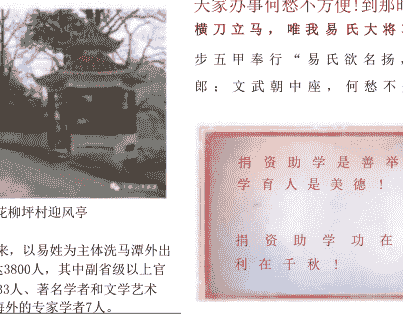 花柳坪村迎风亭
来，以易姓为主体洗马潭外出
达3800人，其中副省级以上官
33人、著名学者和文学艺术
海外的专家学者7人。
大家办事何愁不方便！到那时
横刀立马，唯我易氏大将
步五甲奉行“易氏欲名扬，
郎；文武朝中座，何愁不
捐资助学是善举
学育人是美德！
捐资助学功在
利在千秋！